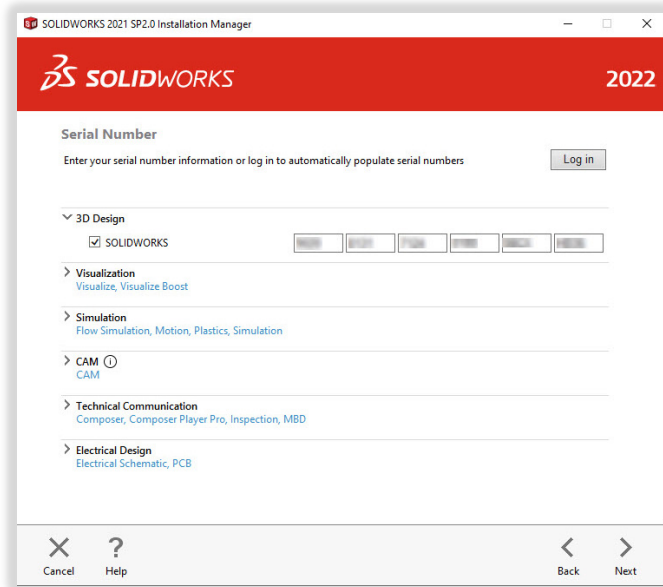 SOLIDWORKS 2021 SP2.0 Installation Manager
SOLIDWORKS 2022
Serial Number
Enter your serial number information or log in to automatically populate serial numbers Log in
3D Design
SOLIDWORKS
Visualization
Visualize, Visualize Boost
Simulation
Flow Simulation, Motion, Plastics, Simulation
CAM
CAM
Technical Communication
Composer, Composer Player Pro, Inspection, MBD
Electrical Design
Electrical Schematic, PCB
Cancel Help Back Next